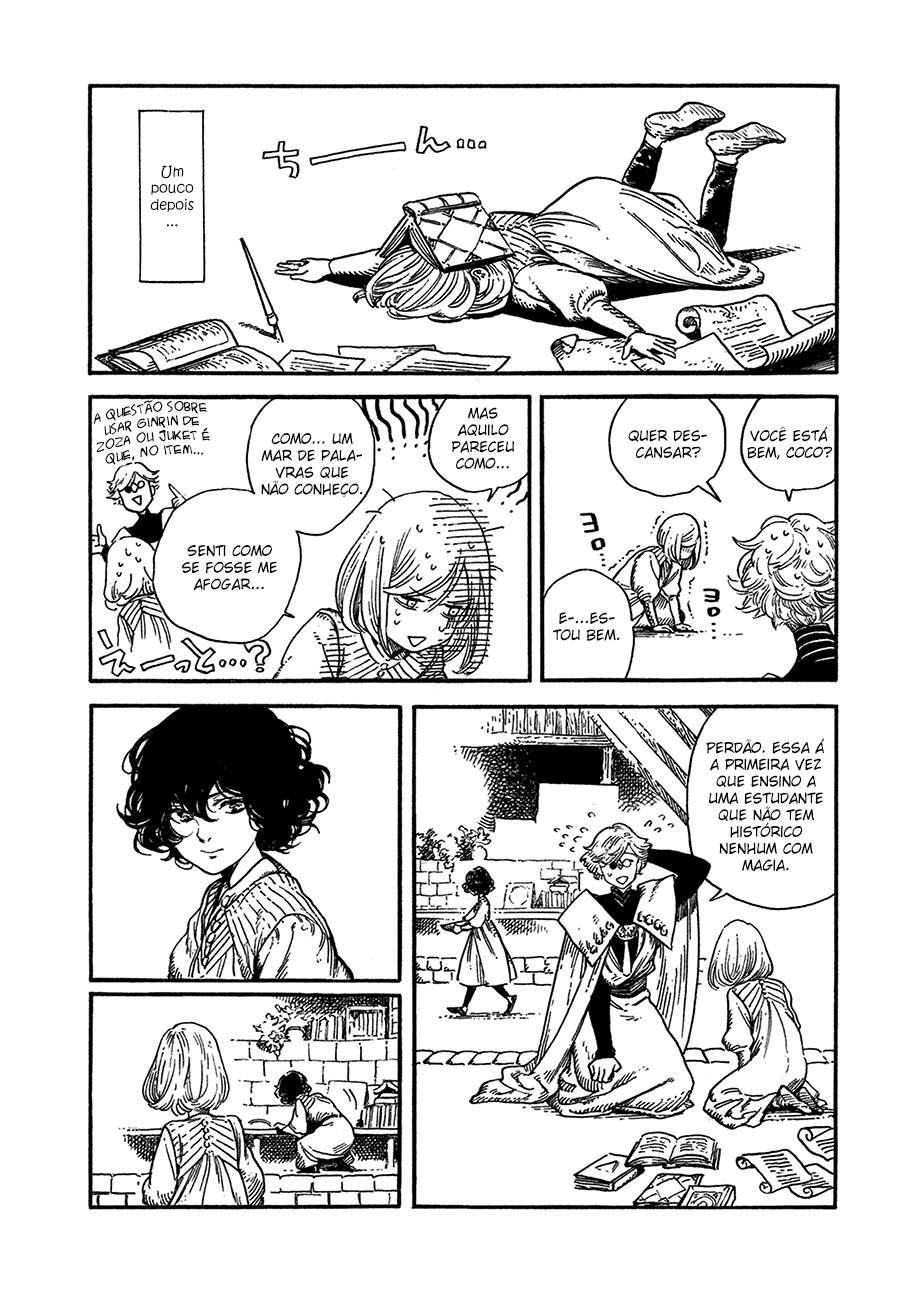 Um
pouco
depois
...
ちーん...
VOCÊ ESTÁ
BEM, COCO?
QUER DES-
CANSAR?
ヨロ...
ヨロ...
E-...ES-
TOU BEM.
MAS
AQUILO
PARECEU
COMO...
COMO... UM
MAR DE PALA-
VRAS QUE
NÃO CONHEÇO.
SENTI COMO
SE FOSSE ME
AFOGAR...
A QUESTÃO SOBRE
USAR GINRIN DE
ZOZA OU JUKET É
QUE, NO ITEM...
えーっと...?
PERDÃO. ESSA Á
A PRIMEIRA VEZ
QUE ENSINO A
UMA ESTUDANTE
QUE NÃO TEM
HISTÓRICO
NENHUM COM
MAGIA.